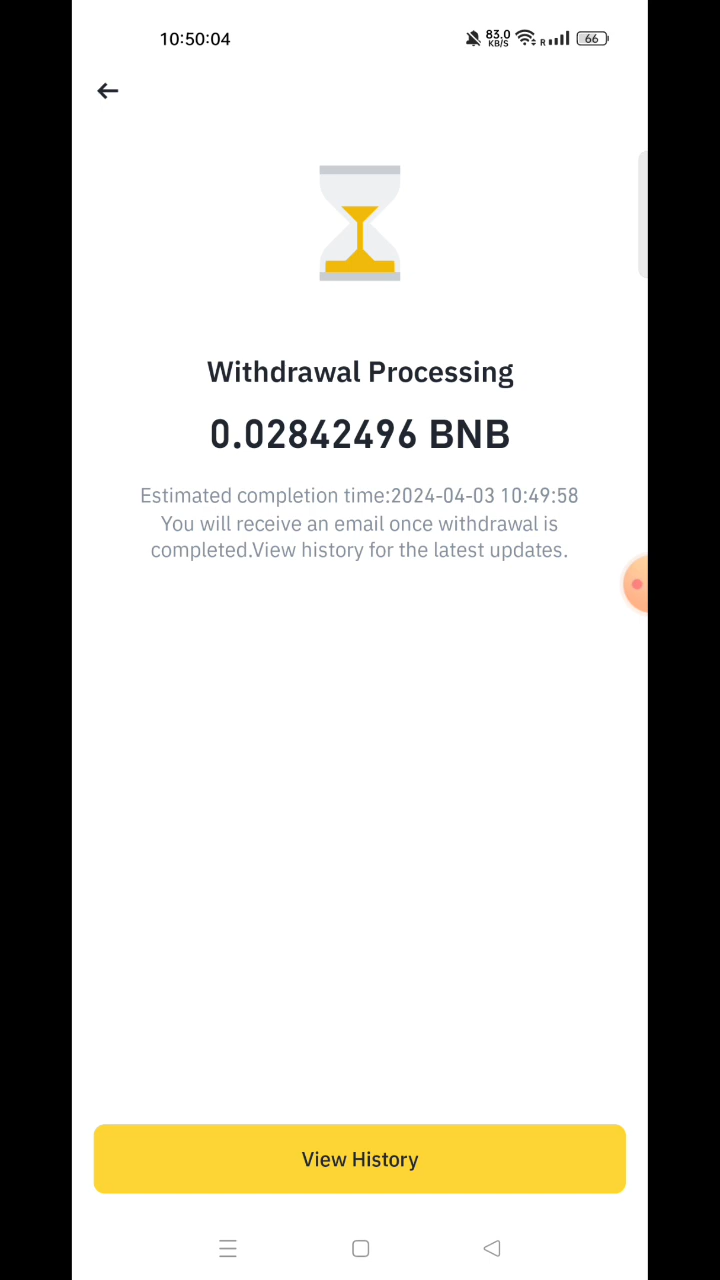 10:50:04
83.0
KB/S
R
66
Withdrawal Processing
0.02842496 BNB
Estimated completion time:2024-04-03 10:49:58
You will receive an email once withdrawal is
completed.View history for the latest updates.
View History